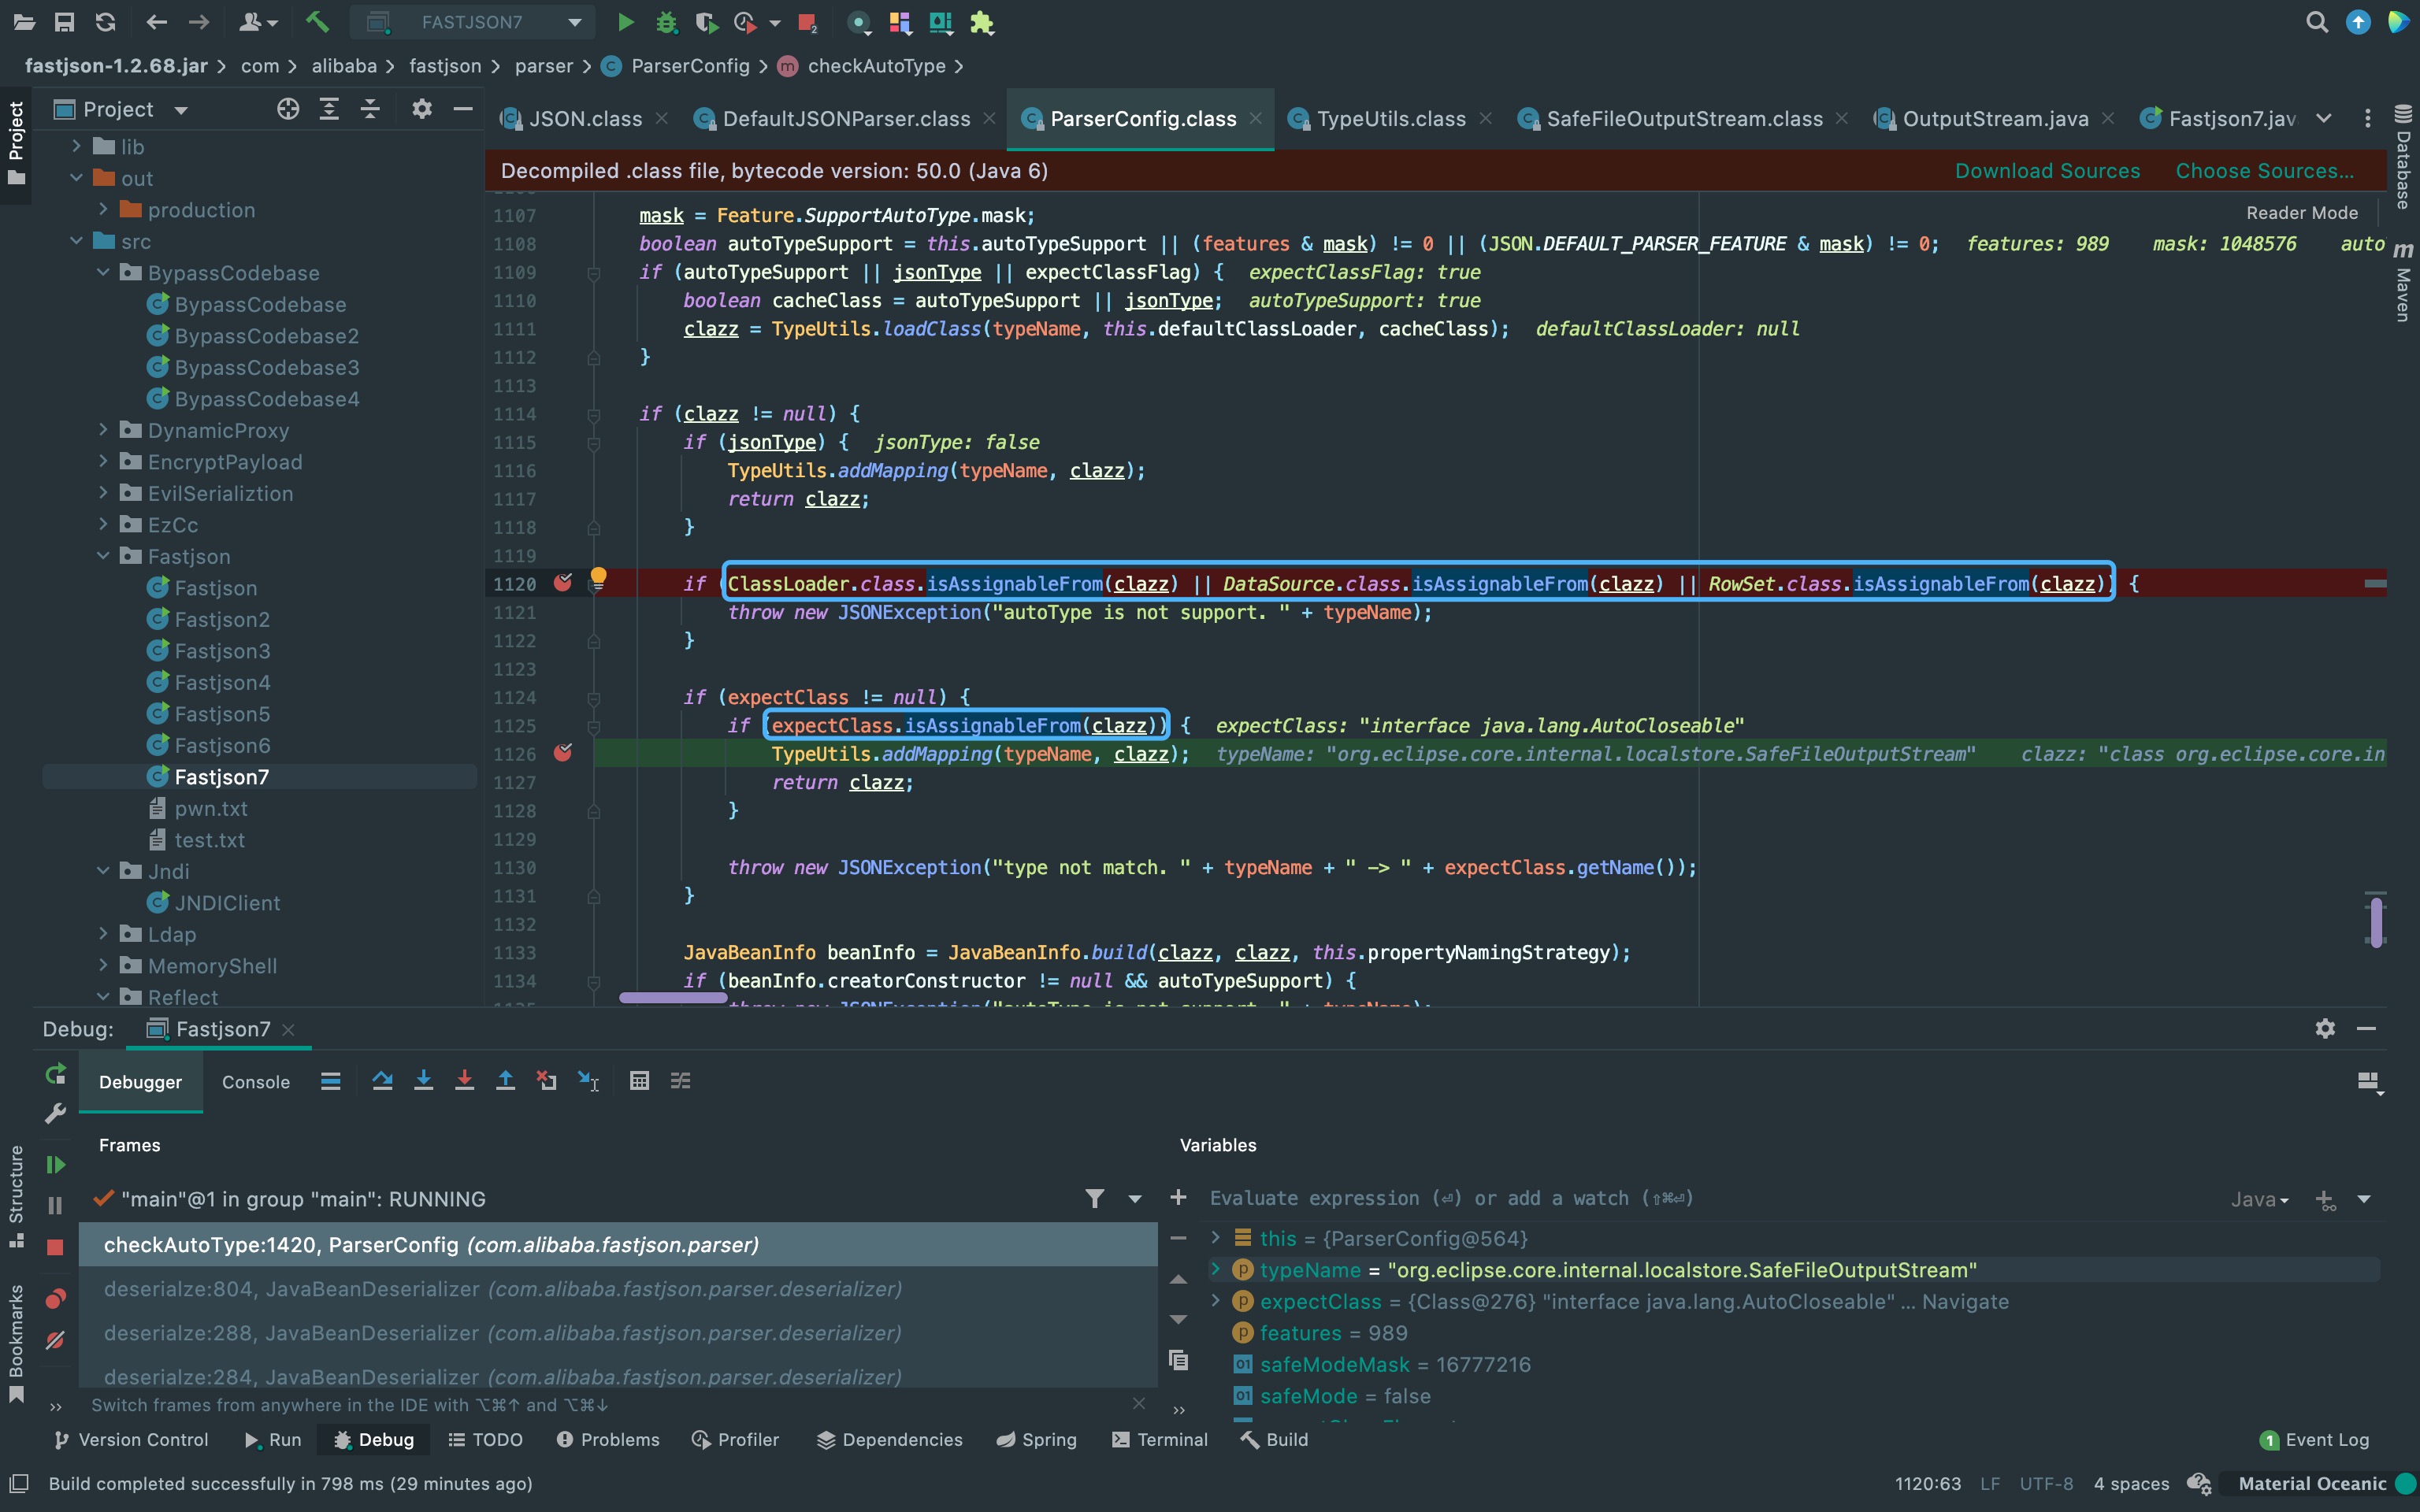 FASTJSON7
2
fastjson-1.2.68.jar > com > alibaba > fastjson > parser > ParserConfig > m checkAutoType >
Project
Project
JSON.class DefaultJSONParser.class ParserConfig.class TypeUtils.class SafeFileOutputStream.class OutputStream.java Fastjson7.jav
Database
Maven
lib
out
production
src
BypassCodebase
BypassCodebase
BypassCodebase2
BypassCodebase3
BypassCodebase4
DynamicProxy
EncryptPayload
EvilSerializtion
EzCc
Fastjson
Fastjson
Fastjson2
Fastjson3
Fastjson4
Fastjson5
Fastjson6
Fastjson7
pwn.txt
test.txt
Jndi
JNDIClient
Ldap
MemoryShell
Reflect
Decompiled .class file, bytecode version: 50.0 (Java 6) Download Sources Choose Sources...
Reader Mode
1107 mask = Feature.SupportAutoType.mask;
1108 boolean autoTypeSupport = this.autoTypeSupport || (features & mask) != 0 || (JSON.DEFAULT_PARSER_FEATURE & mask) != 0; features: 989 mask: 1048576 auto
1109 if (autoTypeSupport || jsonType || expectClassFlag) { expectClassFlag: true
1110 boolean cacheClass = autoTypeSupport || jsonType; autoTypeSupport: true
1111 clazz = TypeUtils.loadClass(typeName, this.defaultClassLoader, cacheClass); defaultClassLoader: null
1112 }
1113
1114 if (clazz != null) {
1115 if (jsonType) { jsonType: false
1116 TypeUtils.addMapping(typeName, clazz);
1117 return clazz;
1118 }
1119
1120 if (ClassLoader.class.isAssignableFrom(clazz) || DataSource.class.isAssignableFrom(clazz) || RowSet.class.isAssignableFrom(clazz)) {
1121 throw new JSONException("autoType is not support. " + typeName);
1122 }
1123
1124 if (expectClass != null) {
1125 if (expectClass.isAssignableFrom(clazz)) { expectClass: "interface java.lang.AutoCloseable"
1126 TypeUtils.addMapping(typeName, clazz); typeName: "org.eclipse.core.internal.localstore.SafeFileOutputStream" clazz: "class org.eclipse.core.in
1127 return clazz;
1128 }
1129
1130 throw new JSONException("type not match. " + typeName + " -> " + expectClass.getName());
1131 }
1132
1133 JavaBeanInfo beanInfo = JavaBeanInfo.build(clazz, clazz, this.propertyNamingStrategy);
1134 if (beanInfo.creatorConstructor != null && autoTypeSupport) {
Debug: Fastjson7
Debugger Console
Frames
Variables
"main"@1 in group "main": RUNNING
checkAutoType:1420, ParserConfig (com.alibaba.fastjson.parser)
deserialze:804, JavaBeanDeserializer (com.alibaba.fastjson.parser.deserializer)
deserialze:288, JavaBeanDeserializer (com.alibaba.fastjson.parser.deserializer)
deserialze:284, JavaBeanDeserializer (com.alibaba.fastjson.parser.deserializer)
Switch frames from anywhere in the IDE with ⌥⌘↑ and ⌥⌘↓
Evaluate expression (⏎) or add a watch (⇧⌘⏎) Java
this = {ParserConfig@564}
p typeName = "org.eclipse.core.internal.localstore.SafeFileOutputStream"
p expectClass = {Class@276} "interface java.lang.AutoCloseable" ... Navigate
p features = 989
01 safeModeMask = 16777216
01 safeMode = false
Structure
Bookmarks
Version Control Run Debug TODO Problems Profiler Dependencies Spring Terminal Build 1 Event Log
Build completed successfully in 798 ms (29 minutes ago) 1120:63 LF UTF-8 4 spaces Material Oceanic